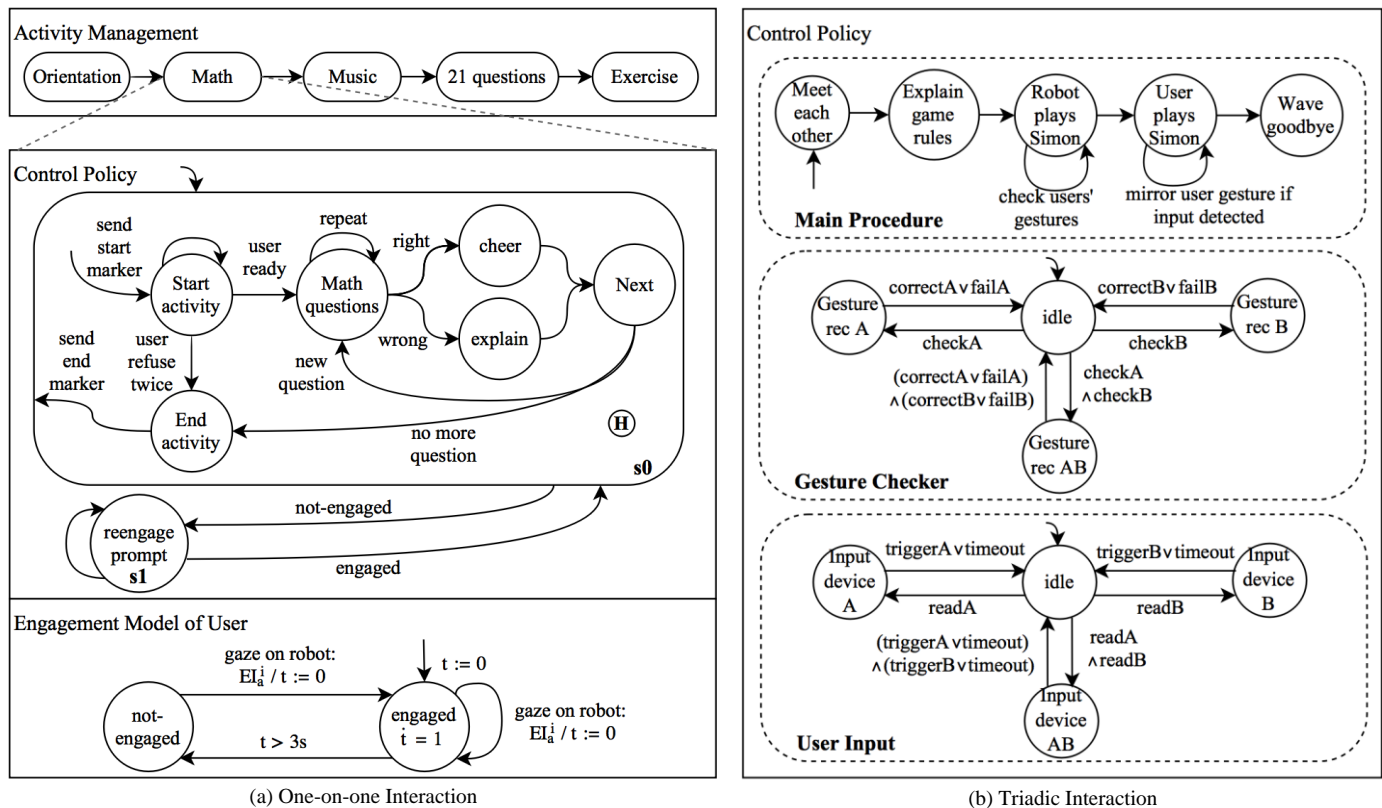 Activity Management
Orientation
Math
Music
21 questions
Exercise
Control Policy
send
start
marker
Start
activity
user
ready
repeat
Math
questions
right
cheer
wrong
explain
Next
new
question
user
refuse
twice
send
end
marker
End
activity
no more
question
H
s0
not-engaged
reengage
prompt
s1
engaged
Engagement Model of User
gaze on robot:
EI_a^i / t := 0
t := 0
not-
engaged
engaged
ṫ = 1
gaze on robot:
EI_a^i / t := 0
t > 3s
(a) One-on-one Interaction
Control Policy
Meet
each
other
Explain
game
rules
Robot
plays
Simon
User
plays
Simon
Wave
goodbye
check users'
gestures
mirror user gesture if
input detected
Main Procedure
Gesture
rec A
correctA∨failA
idle
correctB∨failB
Gesture
rec B
checkA
checkB
(correctA∨failA)
∧(correctB∨failB)
checkA
∧checkB
Gesture
rec AB
Gesture Checker
Input
device
A
triggerA∨timeout
idle
triggerB∨timeout
Input
device
B
readA
readB
(triggerA∨timeout)
∧(triggerB∨timeout)
readA
∧readB
Input
device
AB
User Input
(b) Triadic Interaction